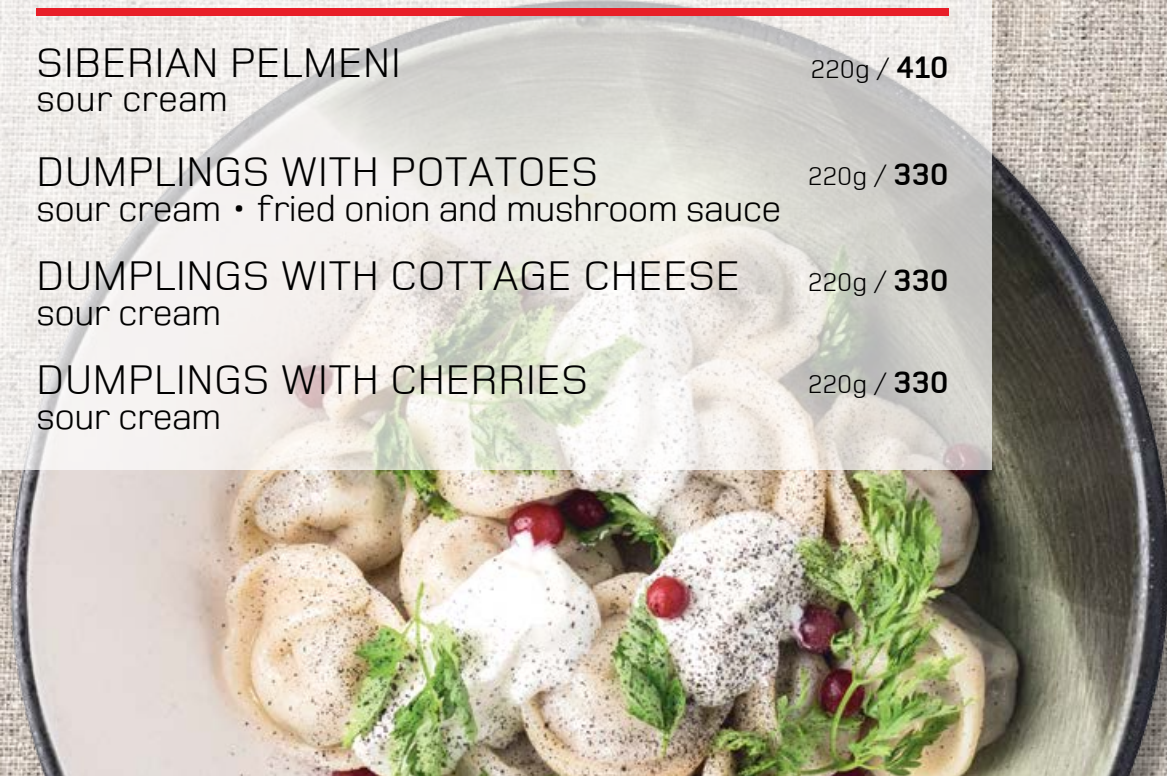 SIBERIAN PELMENI 220g / 410
sour cream
DUMPLINGS WITH POTATOES 220g / 330
sour cream • fried onion and mushroom sauce
DUMPLINGS WITH COTTAGE CHEESE 220g / 330
sour cream
DUMPLINGS WITH CHERRIES 220g / 330
sour cream